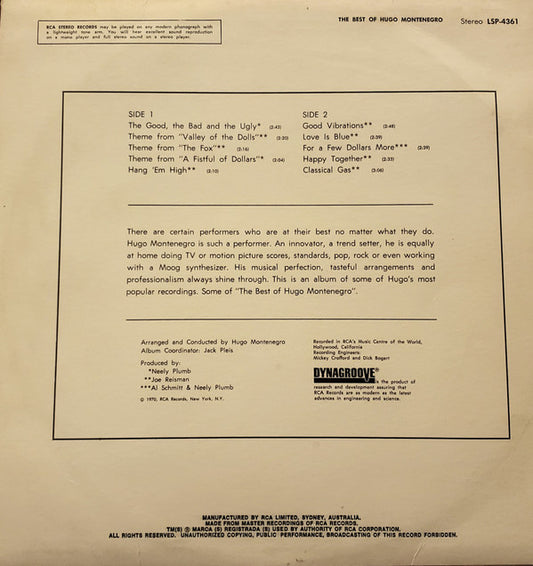 RCA STEREO RECORDS may be played on any modern phonograph with
a lightweight tone arm. You will hear excellent sound reproduction
on a mono player and full stereo sound on a stereo player.
THE BEST OF HUGO MONTENEGRO Stereo LSP-4361
SIDE 1
The Good, the Bad and the Ugly* (2:43)
Theme from "Valley of the Dolls"** (2:20)
Theme from "The Fox"** (2:16)
Theme from "A Fistful of Dollars"* (2:04)
Hang 'Em High** (2:10)
SIDE 2
Good Vibrations** (2:48)
Love Is Blue** (2:39)
For a Few Dollars More*** (2:29)
Happy Together** (2:33)
Classical Gas** (3:06)
There are certain performers who are at their best no matter what they do.
Hugo Montenegro is such a performer. An innovator, a trend setter, he is equally
at home doing TV or motion picture scores, standards, pop, rock or even working
with a Moog synthesizer. His musical perfection, tasteful arrangements and
professionalism always shine through. This is an album of some of Hugo's most
popular recordings. Some of "The Best of Hugo Montenegro".
Arranged and Conducted by Hugo Montenegro
Album Coordinator: Jack Pleis
Produced by:
*Neely Plumb
**Joe Reisman
***Al Schmitt & Neely Plumb
© 1970, RCA Records, New York, N.Y.
Recorded in RCA's Music Centre of the World,
Hollywood, California
Recording Engineers:
Mickey Crofford and Dick Bogert
DYNAGROOVE® is the product of
research and development assuring that
RCA Records are as modern as the latest
advances in engineering and science.
MANUFACTURED BY RCA LIMITED, SYDNEY, AUSTRALIA.
MADE FROM MASTER RECORDINGS OF RCA RECORDS.
TM(S) ® MARCA (S) REGISTRADA (S) USED BY AUTHORITY OF RCA CORPORATION.
ALL RIGHTS RESERVED. UNAUTHORIZED COPYING, PUBLIC PERFORMANCE, BROADCASTING OF THIS RECORD FORBIDDEN.